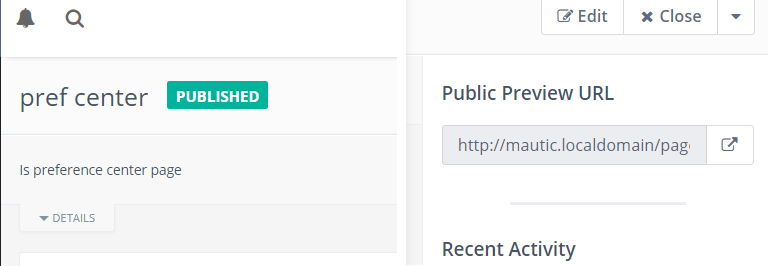 Edit
Close
pref center
PUBLISHED
Is preference center page
DETAILS
Public Preview URL
http://mautic.localdomain/pag
Recent Activity